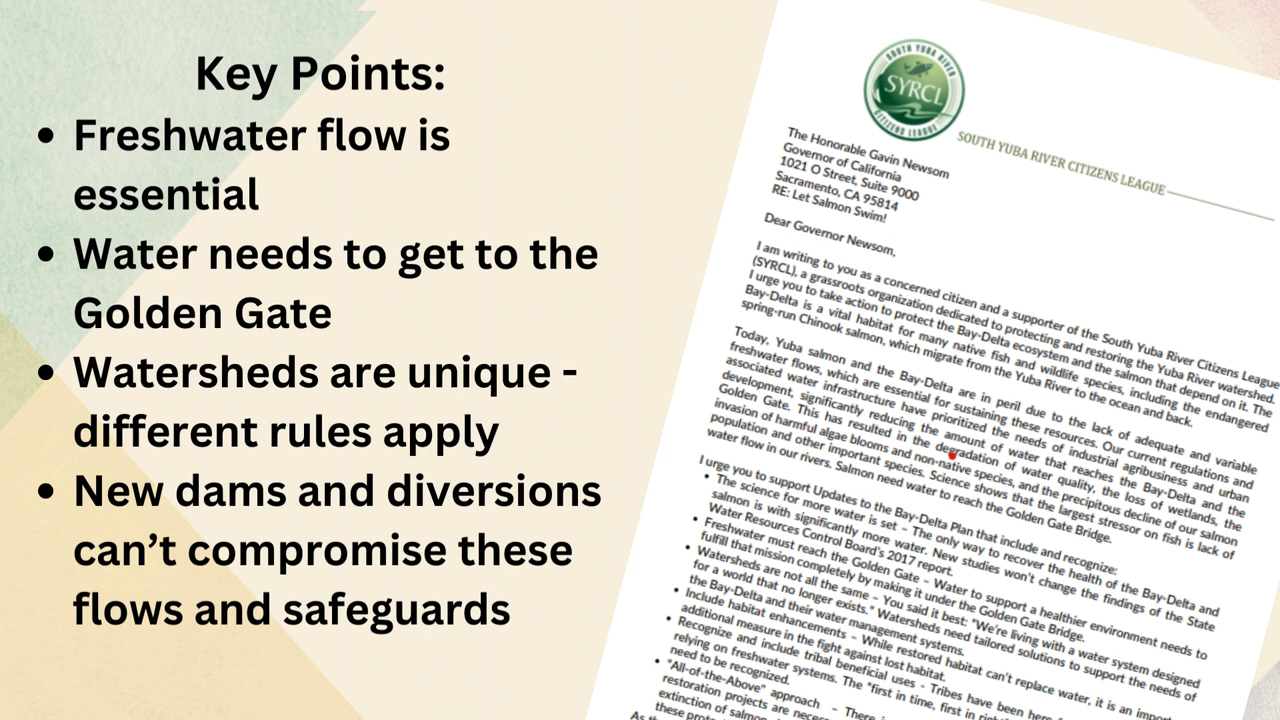 Key Points:
• Freshwater flow is
essential
• Water needs to get to the
Golden Gate
• Watersheds are unique -
different rules apply
• New dams and diversions
can't compromise these
flows and safeguards
SOUTH YUBA RIVER
SYRCL
CITIZENS LEAGUE
SOUTH YUBA RIVER CITIZENS LEAGUE
The Honorable Gavin Newsom
Governor of California
1021 O Street, Suite 9000
Sacramento, CA 95814
RE: Let Salmon Swim!
Dear Governor Newsom,
I am writing to you as a concerned citizen and a supporter of the South Yuba River Citizens League
(SYRCL), a grassroots organization dedicated to protecting and restoring the Yuba River watershed.
I urge you to take action to protect the Bay-Delta ecosystem and the salmon that depend on it. The
Bay-Delta is a vital habitat for many native fish and wildlife species, including the endangered
spring-run Chinook salmon, which migrate from the Yuba River to the ocean and back.
Today, Yuba salmon and the Bay-Delta are in peril due to the lack of adequate and variable
freshwater flows, which are essential for sustaining these resources. Our current regulations and
associated water infrastructure have prioritized the needs of industrial agribusiness and urban
development, significantly reducing the amount of water that reaches the Bay-Delta and the
Golden Gate. This has resulted in the degradation of water quality, the loss of wetlands, the
invasion of harmful algae blooms and non-native species, and the precipitous decline of our salmon
population and other important species. Science shows that the largest stressor on fish is lack of
water flow in our rivers. Salmon need water to reach the Golden Gate Bridge.
I urge you to support Updates to the Bay-Delta Plan that include and recognize:
• The science for more water is set – The only way to recover the health of the Bay-Delta and
salmon is with significantly more water. New studies won't change the findings of the State
Water Resources Control Board's 2017 report.
• Freshwater must reach the Golden Gate – Water to support a healthier environment needs to
fulfill that mission completely by making it under the Golden Gate Bridge.
• Watersheds are not all the same – You said it best: "We're living with a water system designed
for a world that no longer exists." Watersheds need tailored solutions to support the needs of
the Bay-Delta and their water management systems.
• Include habitat enhancements – While restored habitat can't replace water, it is an
additional measure in the fight against lost habitat.
• Recognize and include tribal beneficial uses - Tribes have been here
relying on freshwater systems. The "first in time, first in
need to be recognized.
• "All-of-the-Above" approach –
restoration projects are
extinction of
these
As